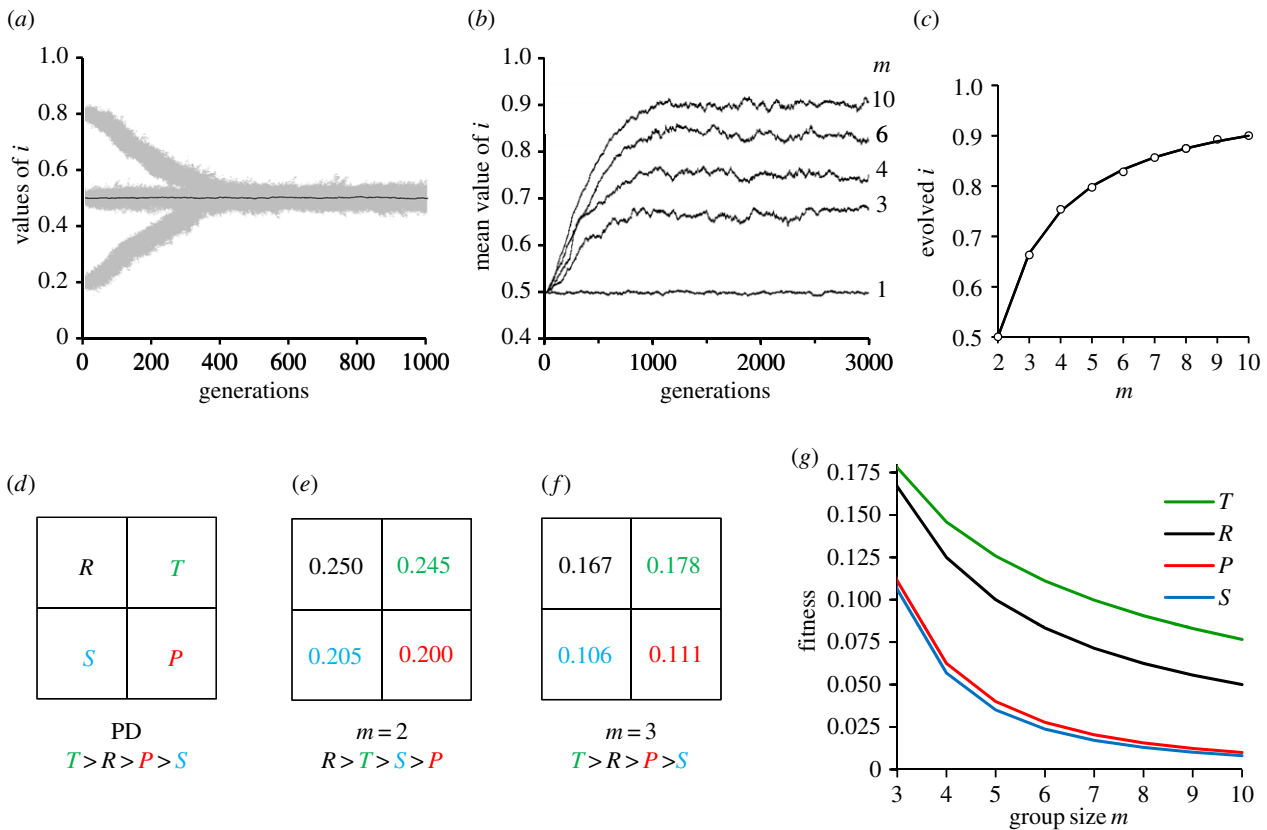 (a)
values of i
1.0
0.8
0.6
0.4
0.2
0
0 200 400 600 800 1000
generations
(b)
mean value of i
1.0
0.9
0.8
0.7
0.6
0.5
0.4
m
10
6
4
3
1
0 1000 2000 3000
generations
(c)
evolved i
1.0
0.9
0.8
0.7
0.6
0.5
2 3 4 5 6 7 8 9 10
m
(d)
R T
S P
PD
T > R > P > S
(e)
0.250 0.245
0.205 0.200
m = 2
R > T > S > P
(f)
0.167 0.178
0.106 0.111
m = 3
T > R > P > S
(g)
fitness
0.175
0.150
0.125
0.100
0.075
0.050
0.025
0
T
R
P
S
3 4 5 6 7 8 9 10
group size m